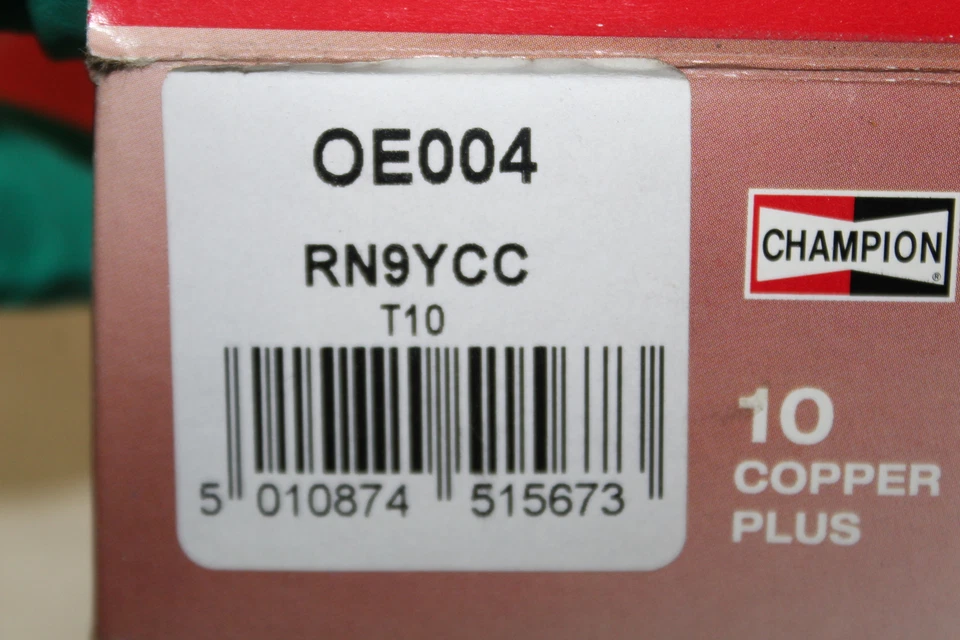 OE004
RN9YCC
T10
5 010874 515673
CHAMPION
®
10
COPPER
PLUS